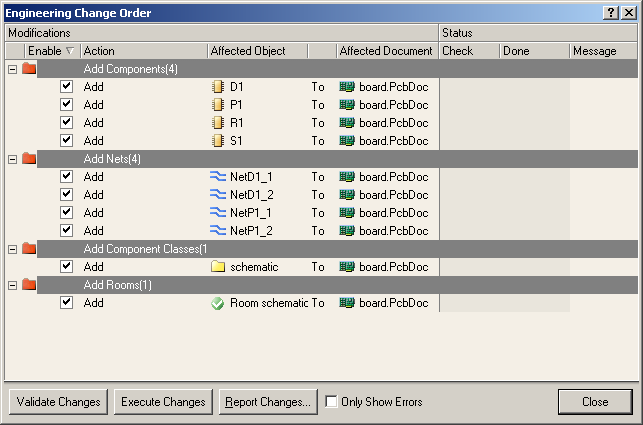 Engineering Change Order
Modifications Status
Enable Action Affected Object Affected Document Check Done Message
Add Components(4)
Add D1 To board.PcbDoc
Add P1 To board.PcbDoc
Add R1 To board.PcbDoc
Add S1 To board.PcbDoc
Add Nets(4)
Add NetD1_1 To board.PcbDoc
Add NetD1_2 To board.PcbDoc
Add NetP1_1 To board.PcbDoc
Add NetP1_2 To board.PcbDoc
Add Component Classes(1
Add schematic To board.PcbDoc
Add Rooms(1)
Add Room schematic To board.PcbDoc
Validate Changes Execute Changes Report Changes... Only Show Errors Close